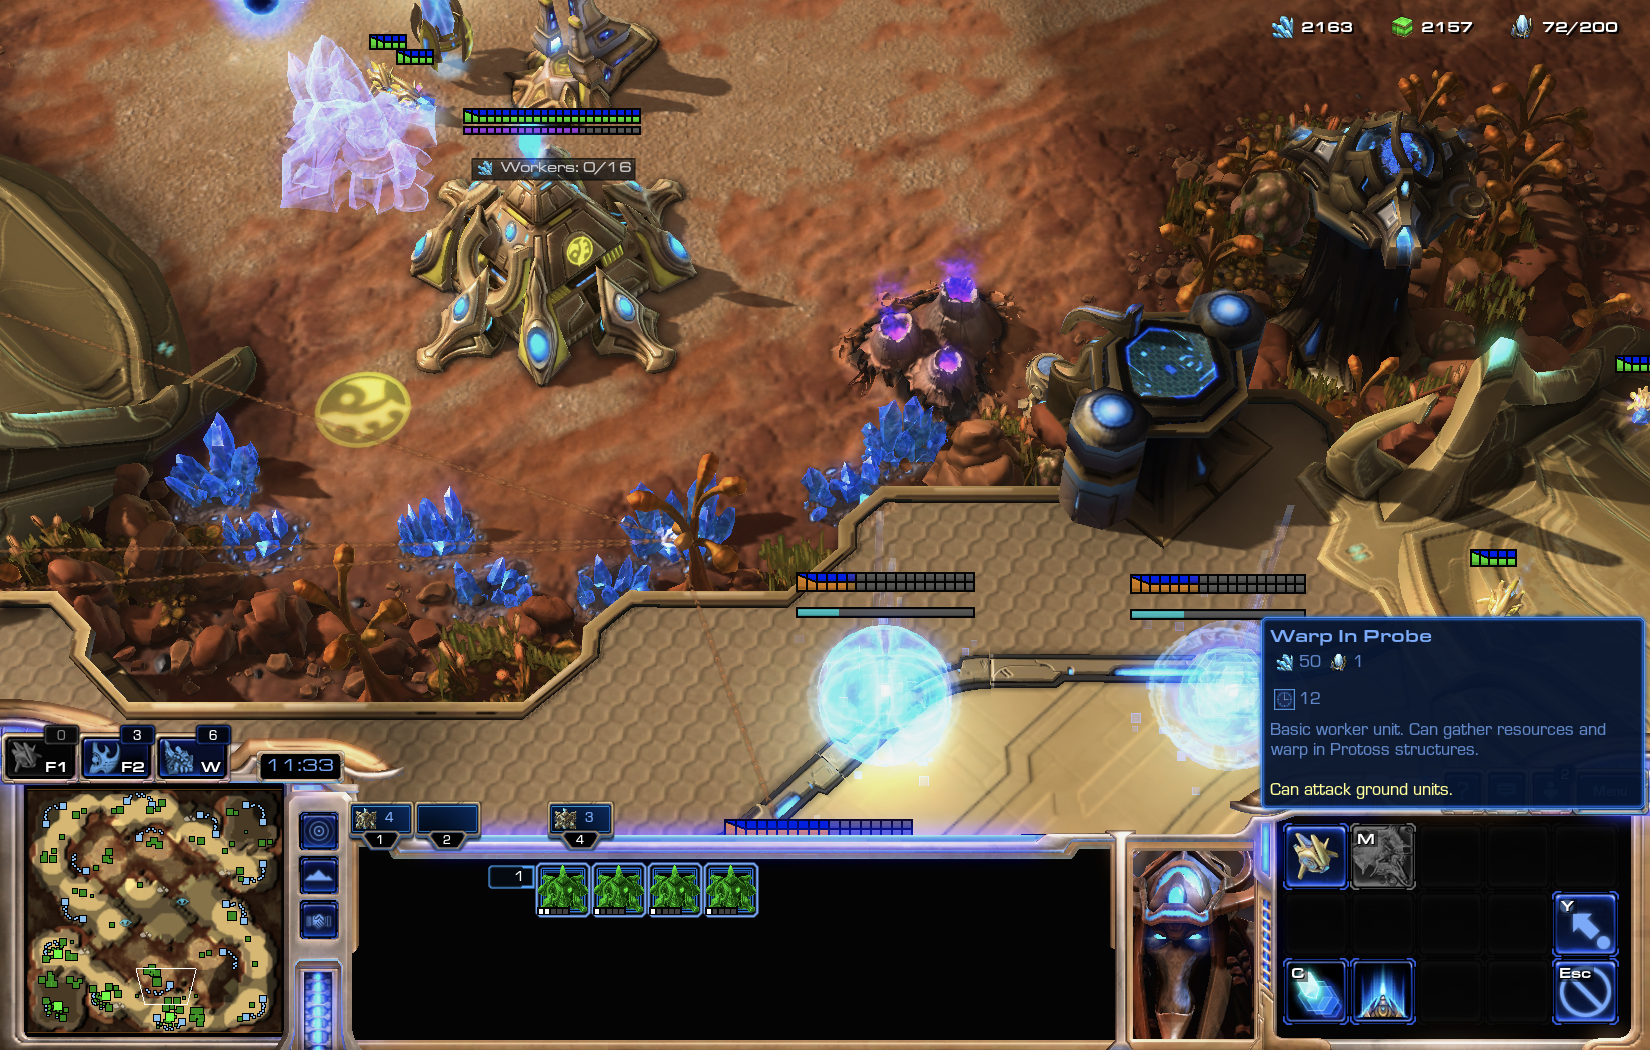 2163 2157 72/200
Workers: 0/16
Warp In Probe
50 1
12
Basic worker unit. Can gather resources and
warp in Protoss structures.
Can attack ground units.
0 3 6
F1 F2 W
11:33
4 3
1 2 4
1
M
Y
C Esc